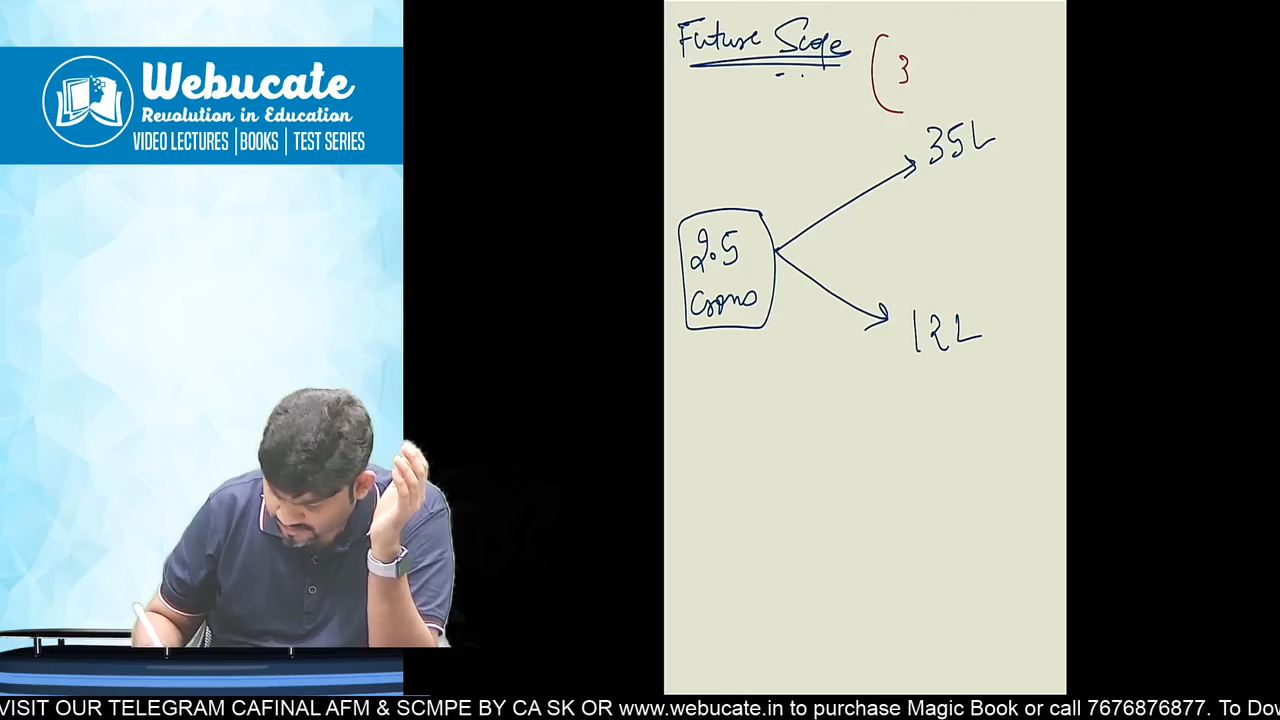 Webucate
Revolution in Education
VIDEO LECTURES | BOOKS | TEST SERIES
Future Scope
( 3
35L
2.5
12L
VISIT OUR TELEGRAM CAFINAL AFM & SCMPE BY CA SK OR www.webucate.in to purchase Magic Book or call 7676876877. To Dow